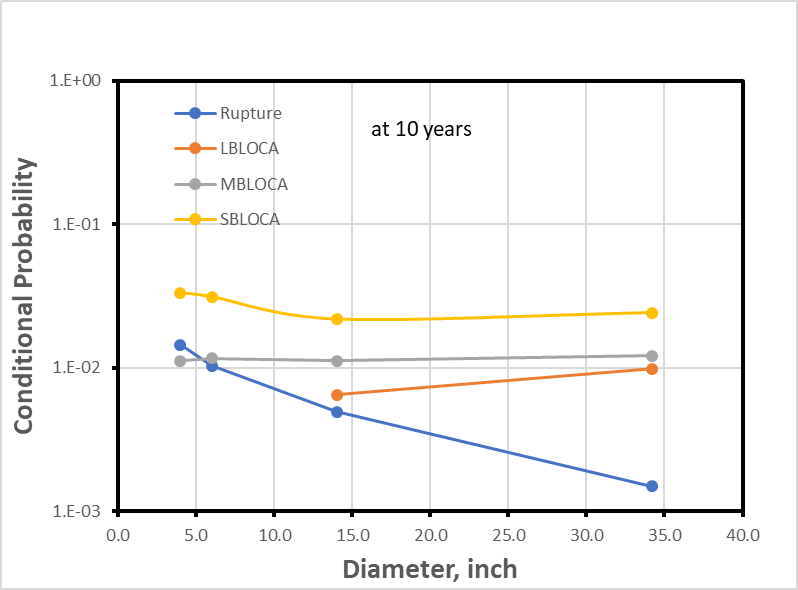 1.E+00
Rupture
at 10 years
LBLOCA
MBLOCA
SBLOCA
1.E-01
1.E-02
1.E-03
Conditional Probability
0.0 5.0 10.0 15.0 20.0 25.0 30.0 35.0 40.0
Diameter, inch